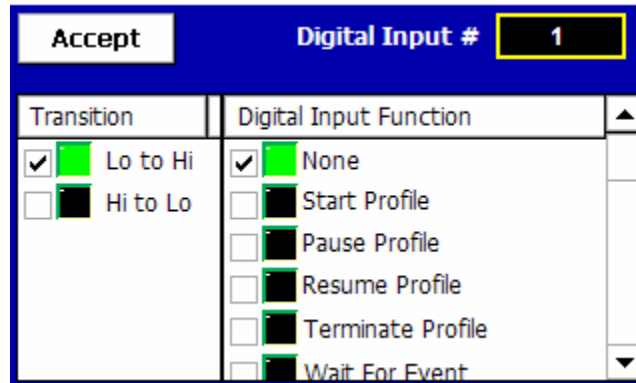 Accept Digital Input # 1
Transition Digital Input Function
Lo to Hi None
Hi to Lo Start Profile
Pause Profile
Resume Profile
Terminate Profile
Wait For Event